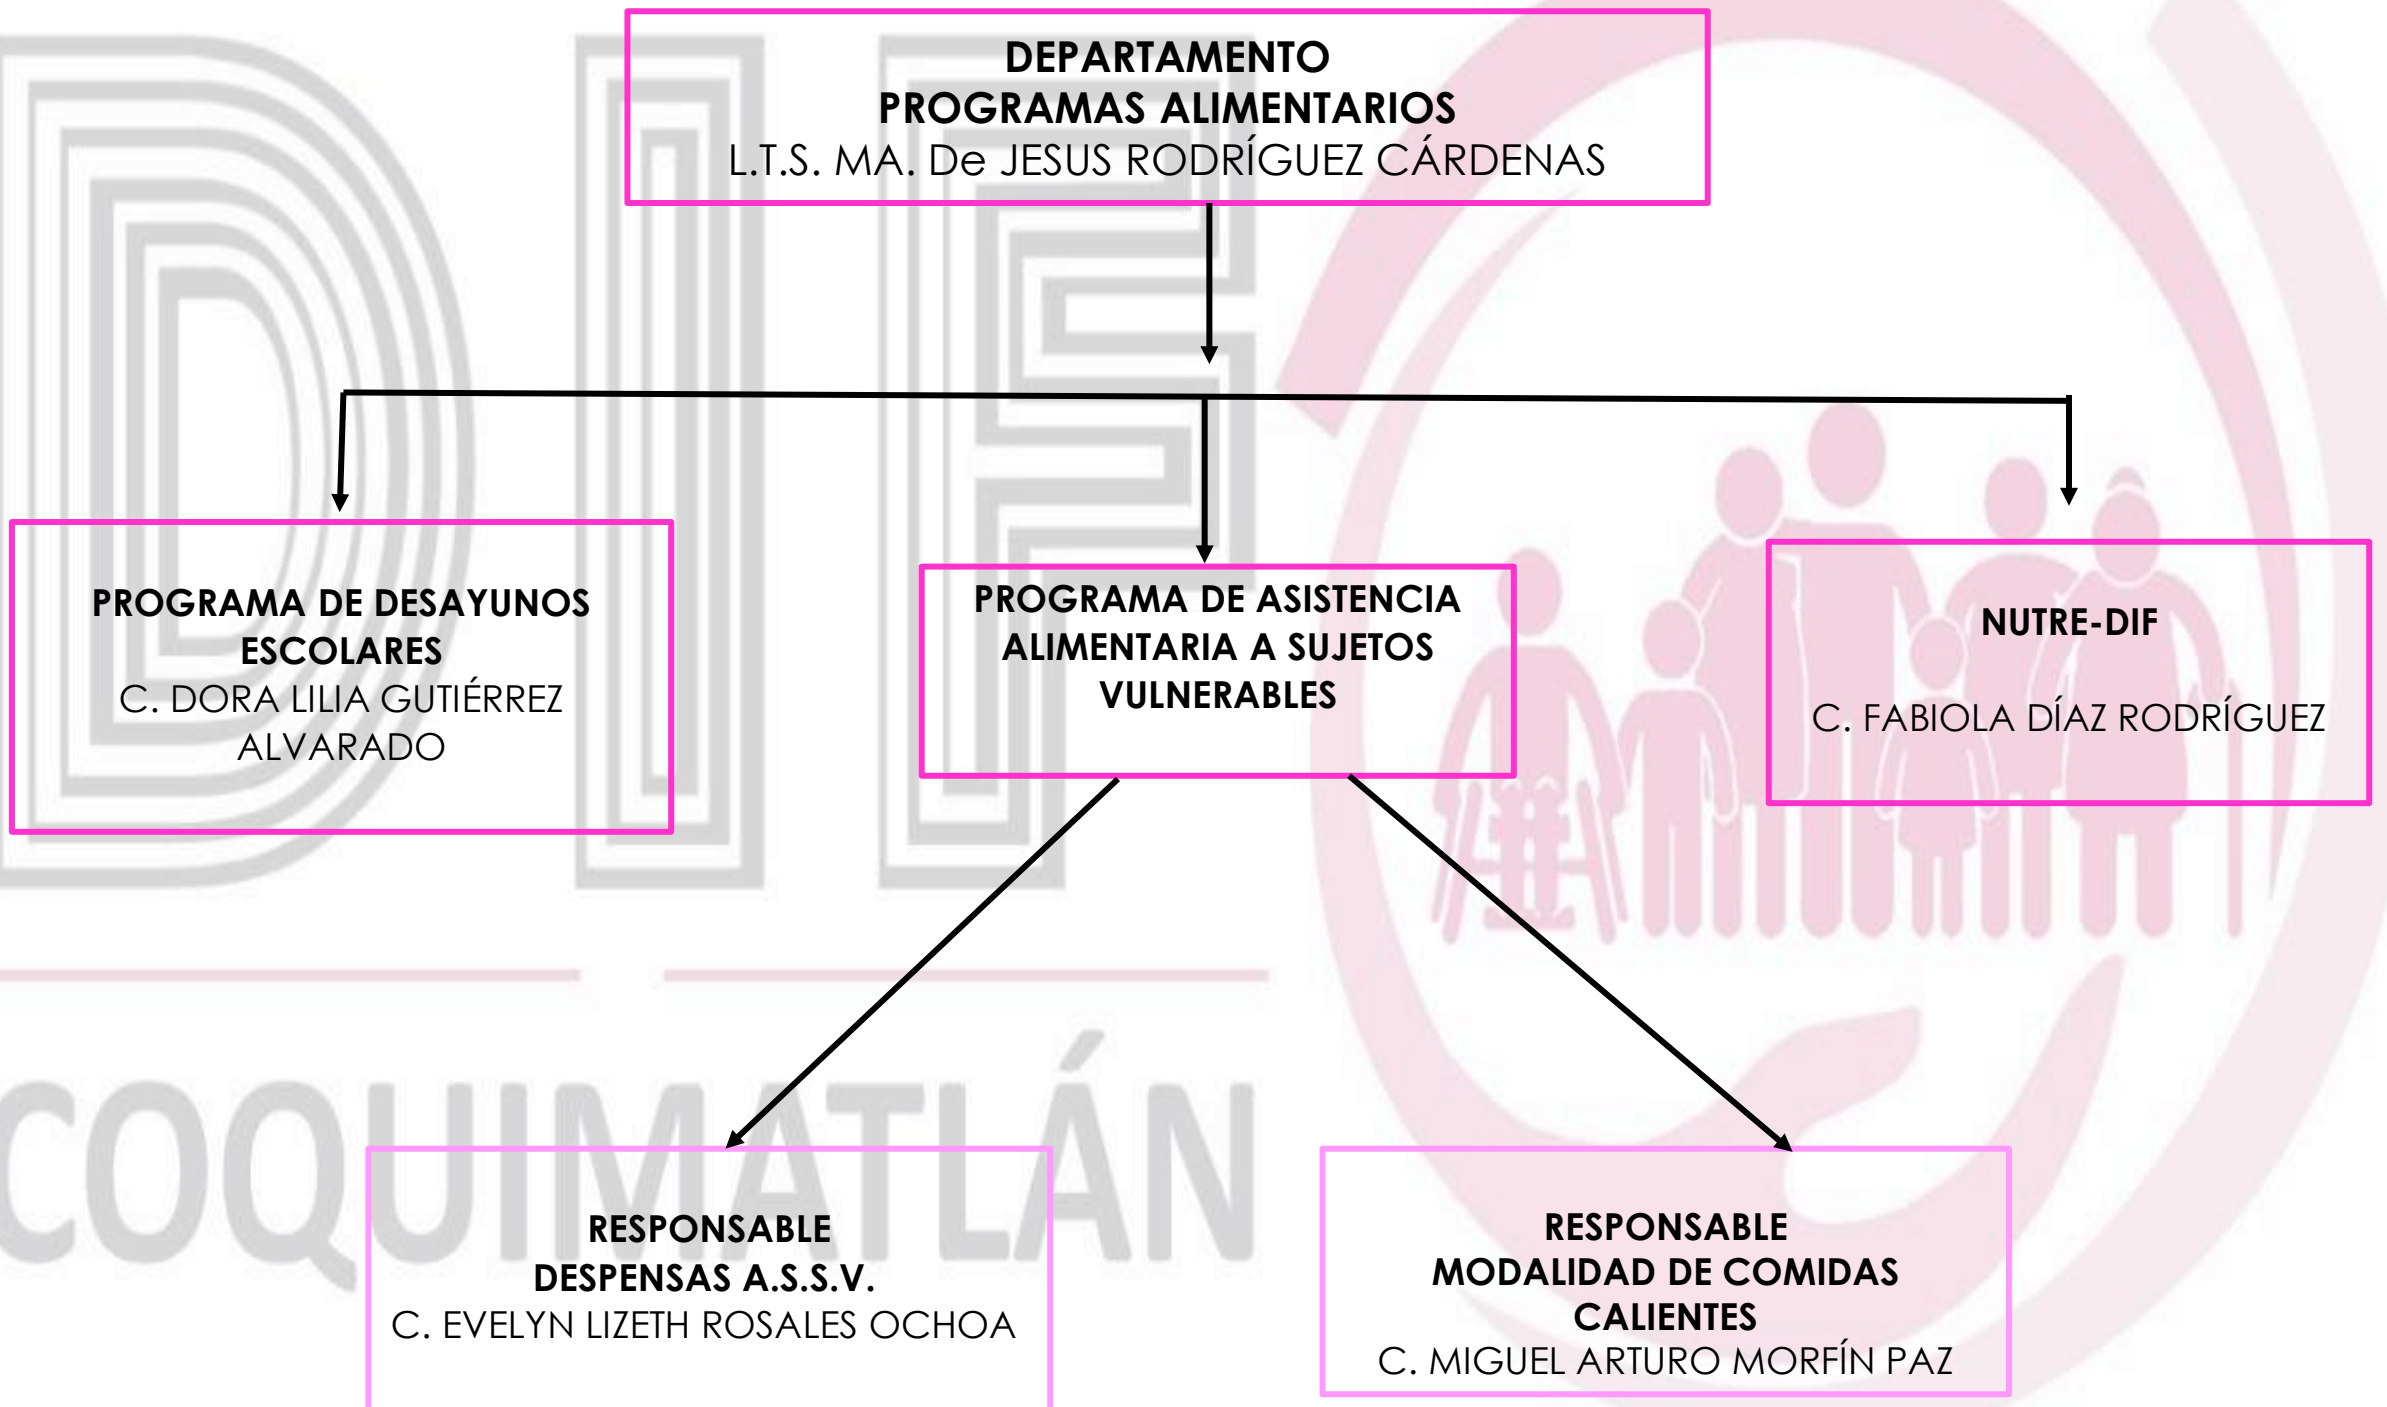 DEPARTAMENTO
PROGRAMAS ALIMENTARIOS
L.T.S. MA. De JESUS RODRÍGUEZ CÁRDENAS
PROGRAMA DE DESAYUNOS
ESCOLARES
C. DORA LILIA GUTIÉRREZ
ALVARADO
PROGRAMA DE ASISTENCIA
ALIMENTARIA A SUJETOS
VULNERABLES
NUTRE-DIF
C. FABIOLA DÍAZ RODRÍGUEZ
RESPONSABLE
DESPENSAS A.S.S.V.
C. EVELYN LIZETH ROSALES OCHOA
RESPONSABLE
MODALIDAD DE COMIDAS
CALIENTES
C. MIGUEL ARTURO MORFÍN PAZ
DIF
COQUIMATLÁN